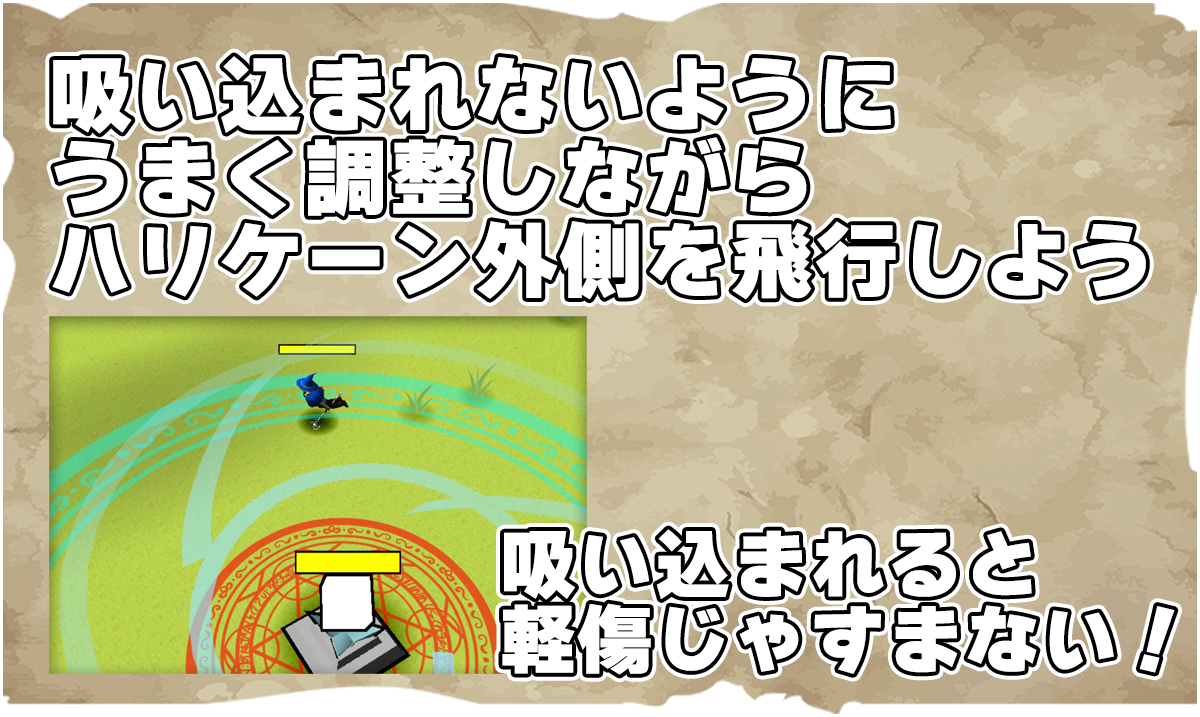 吸い込まれないように
うまく調整しながら
ハリケーン外側を飛行しよう
吸い込まれると
軽傷じゃすまない！